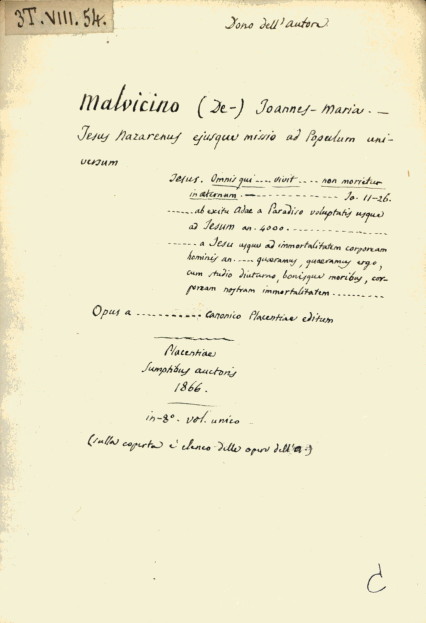 3T.VIII.54.
Dono dell'autore
Malvicino (De-) Joannes-Maria. —
Jesus Nazarenus ejusque missio ad Populum uni-
versum
Jesus. Omnis qui .... vivit .... non morietur
in aeternum. — .......... Io. 11-26.
...... ab exitu Adae a Paradiso voluptatis usque
ad Jesum an. 4000. ..........
...... a Jesu usque ad immortalitatem corpoream
hominis an. .... quaeramus, quaeramus ergo,
cum studio diuturno, bonisque moribus, cor-
poream nostram immortalitatem ..........
Opus a .......... canonico Placentiae editum
Placentiae
Sumptibus auctoris
1866.
in-8°. vol. unico
(sulla coperta è elenco delle opere dell'a.)
C